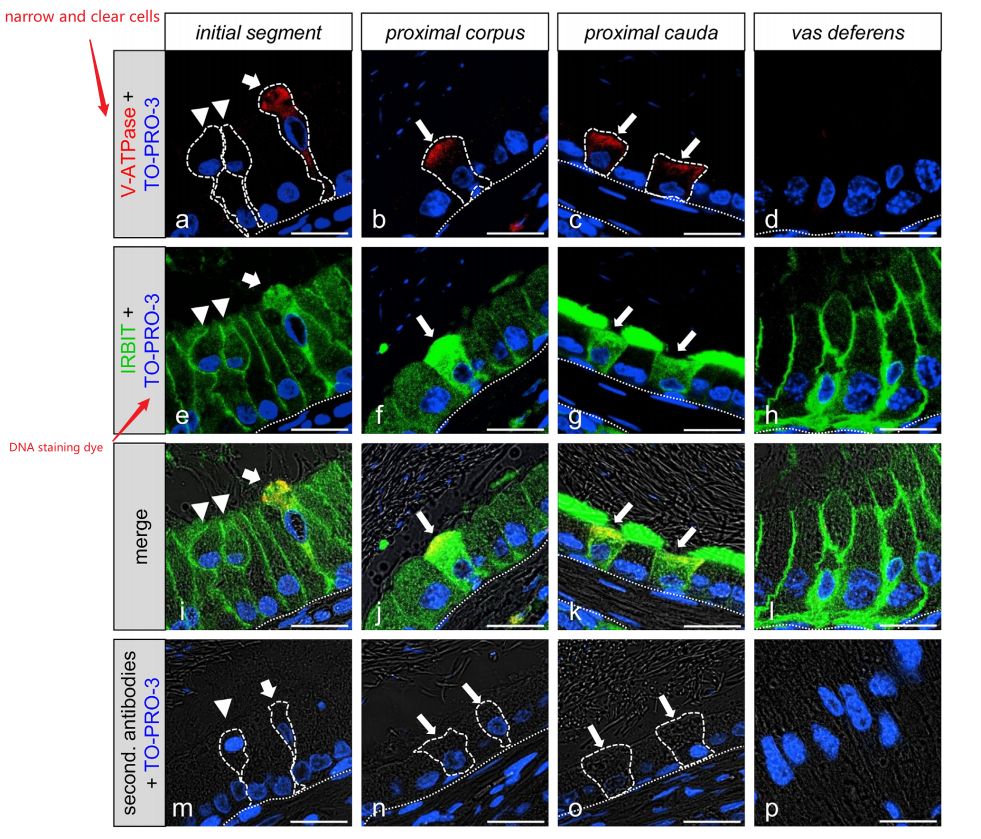 narrow and clear cells
initial segment
proximal corpus
proximal cauda
vas deferens
V-ATPase +
TO-PRO-3
a
b
c
d
IRBIT +
TO-PRO-3
e
f
g
h
DNA staining dye
merge
i
j
k
l
second. antibodies
+ TO-PRO-3
m
n
o
p